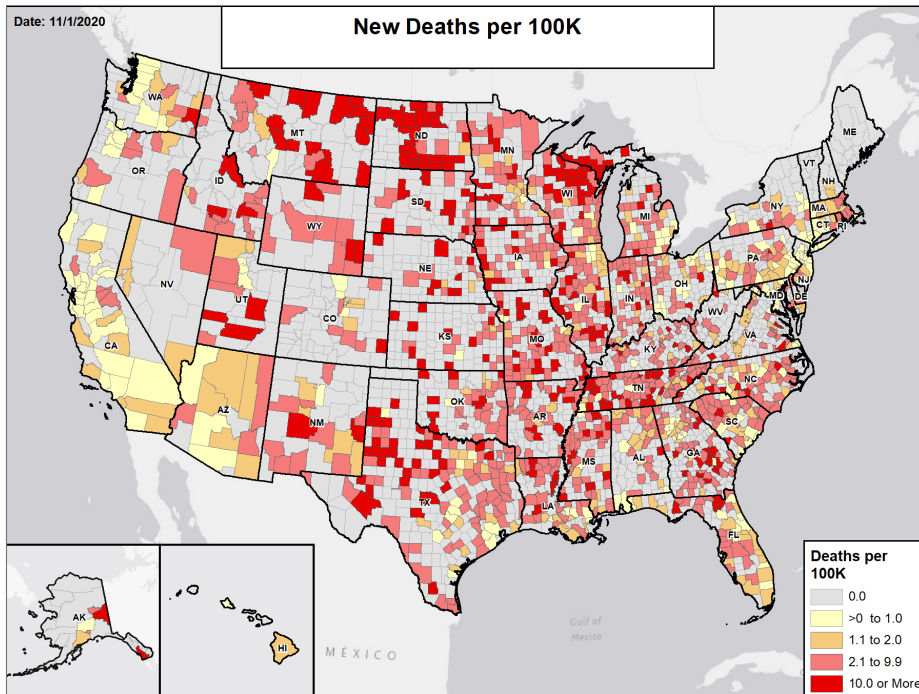 Date: 11/1/2020
New Deaths per 100K
WA
MT
ND
MN
ME
OR
ID
SD
WI
VT
NH
NY
MA
CT
RI
WY
MI
IA
PA
NJ
NE
NV
UT
CO
IL
IN
OH
MD
DE
WV
VA
CA
KS
MO
KY
AZ
NM
OK
AR
TN
NC
SC
MS
AL
GA
TX
LA
FL
AK
HI
MÉXICO
Gulf of
Mexico
Deaths per
100K
0.0
>0 to 1.0
1.1 to 2.0
2.1 to 9.9
10.0 or More